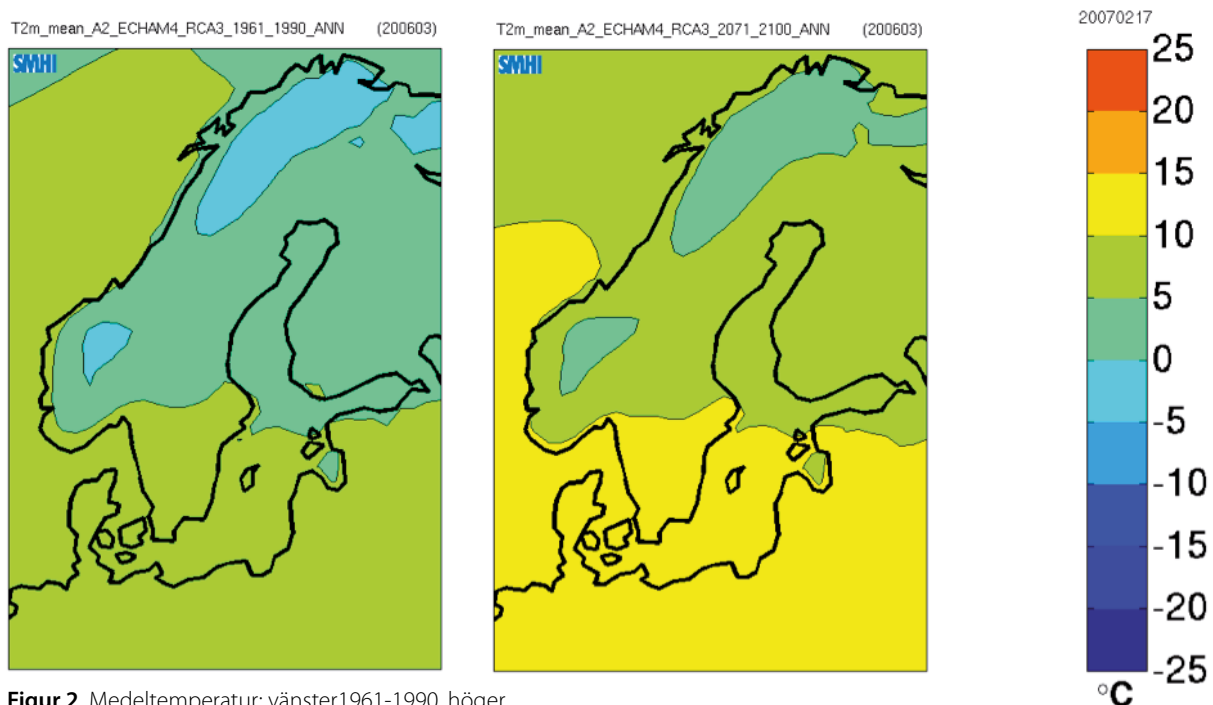 T2m_mean_A2_ECHAM4_RCA3_1961_1990_ANN (200603)
SMHI
T2m_mean_A2_ECHAM4_RCA3_2071_2100_ANN (200603)
SMHI
20070217
25
20
15
10
5
0
-5
-10
-15
-20
-25
°C
Figur 2 Medeltemperatur: vänster1961-1990, höger